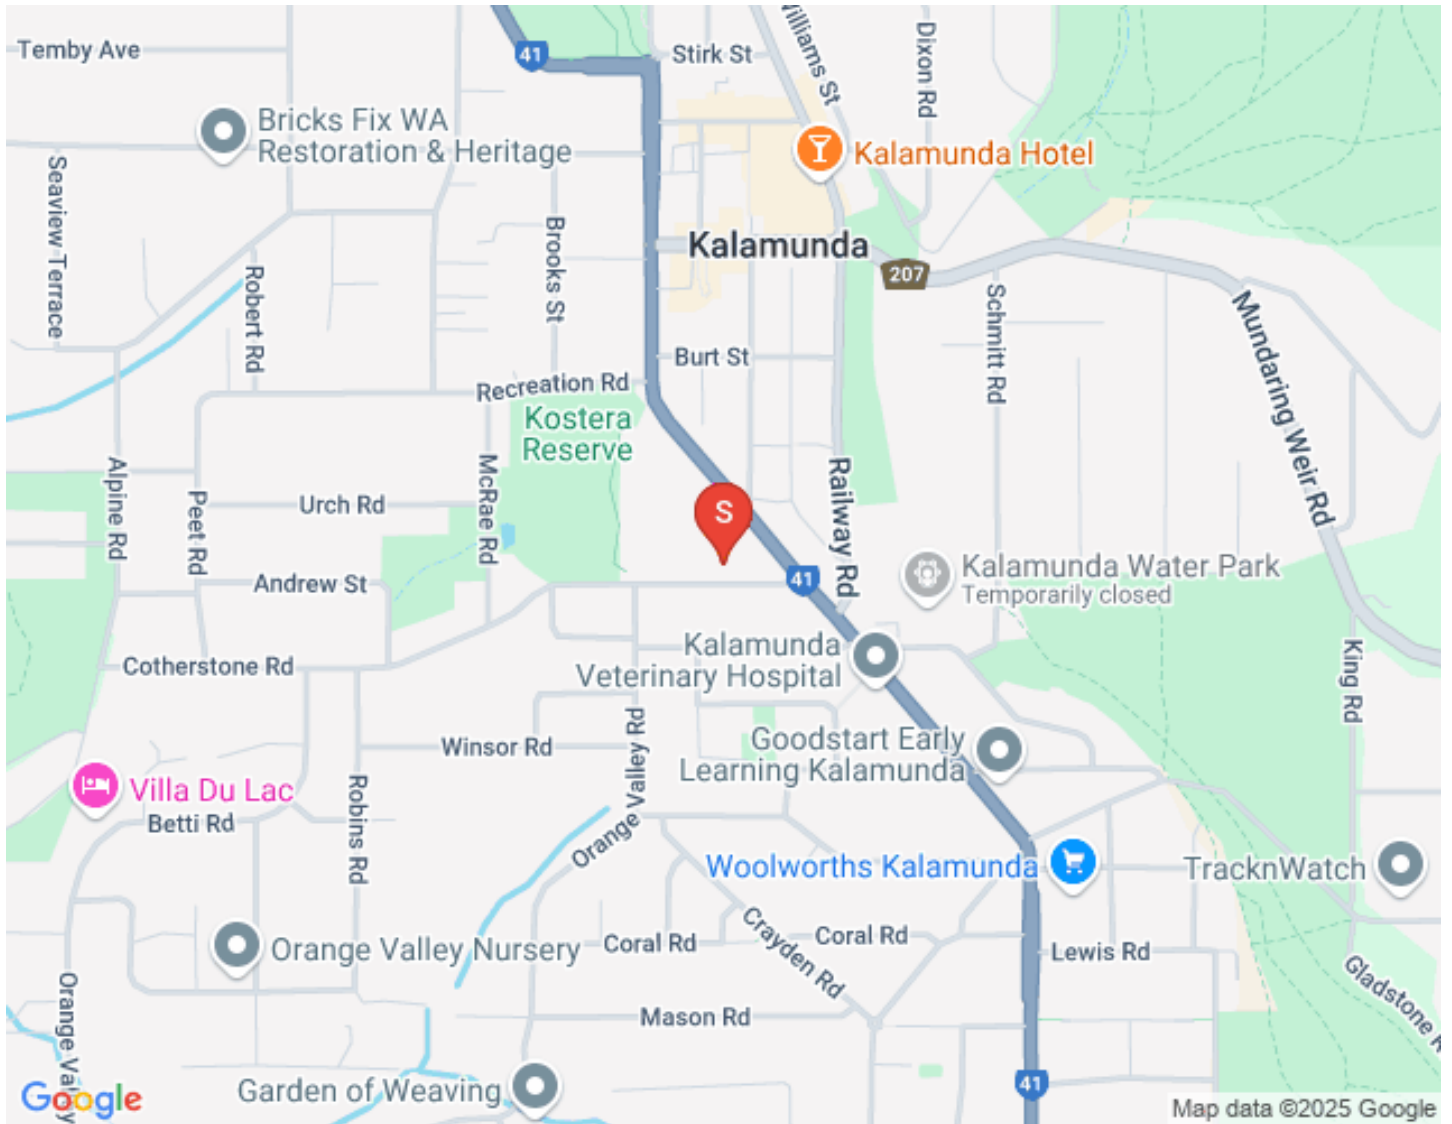 Temby Ave
41
Stirk St
Williams St
Dixon Rd
Bricks Fix WA
Restoration & Heritage
Kalamunda Hotel
Seaview Terrace
Robert Rd
Brooks St
Kalamunda
207
Schmitt Rd
Mundaring Weir Rd
Burt St
Recreation Rd
Kostera
Reserve
Alpine Rd
Peet Rd
Urch Rd
McRae Rd
S
Railway Rd
Andrew St
41
Kalamunda Water Park
Temporarily closed
Cotherstone Rd
Kalamunda
Veterinary Hospital
King Rd
Winsor Rd
Orange Valley Rd
Goodstart Early
Learning Kalamunda
Villa Du Lac
Betti Rd
Robins Rd
Woolworths Kalamunda
TracknWatch
Orange Valley Nursery
Coral Rd
Crayden Rd
Coral Rd
Lewis Rd
Orange Valley
Gladstone R
Mason Rd
Garden of Weaving
41
Google
Map data ©2025 Google